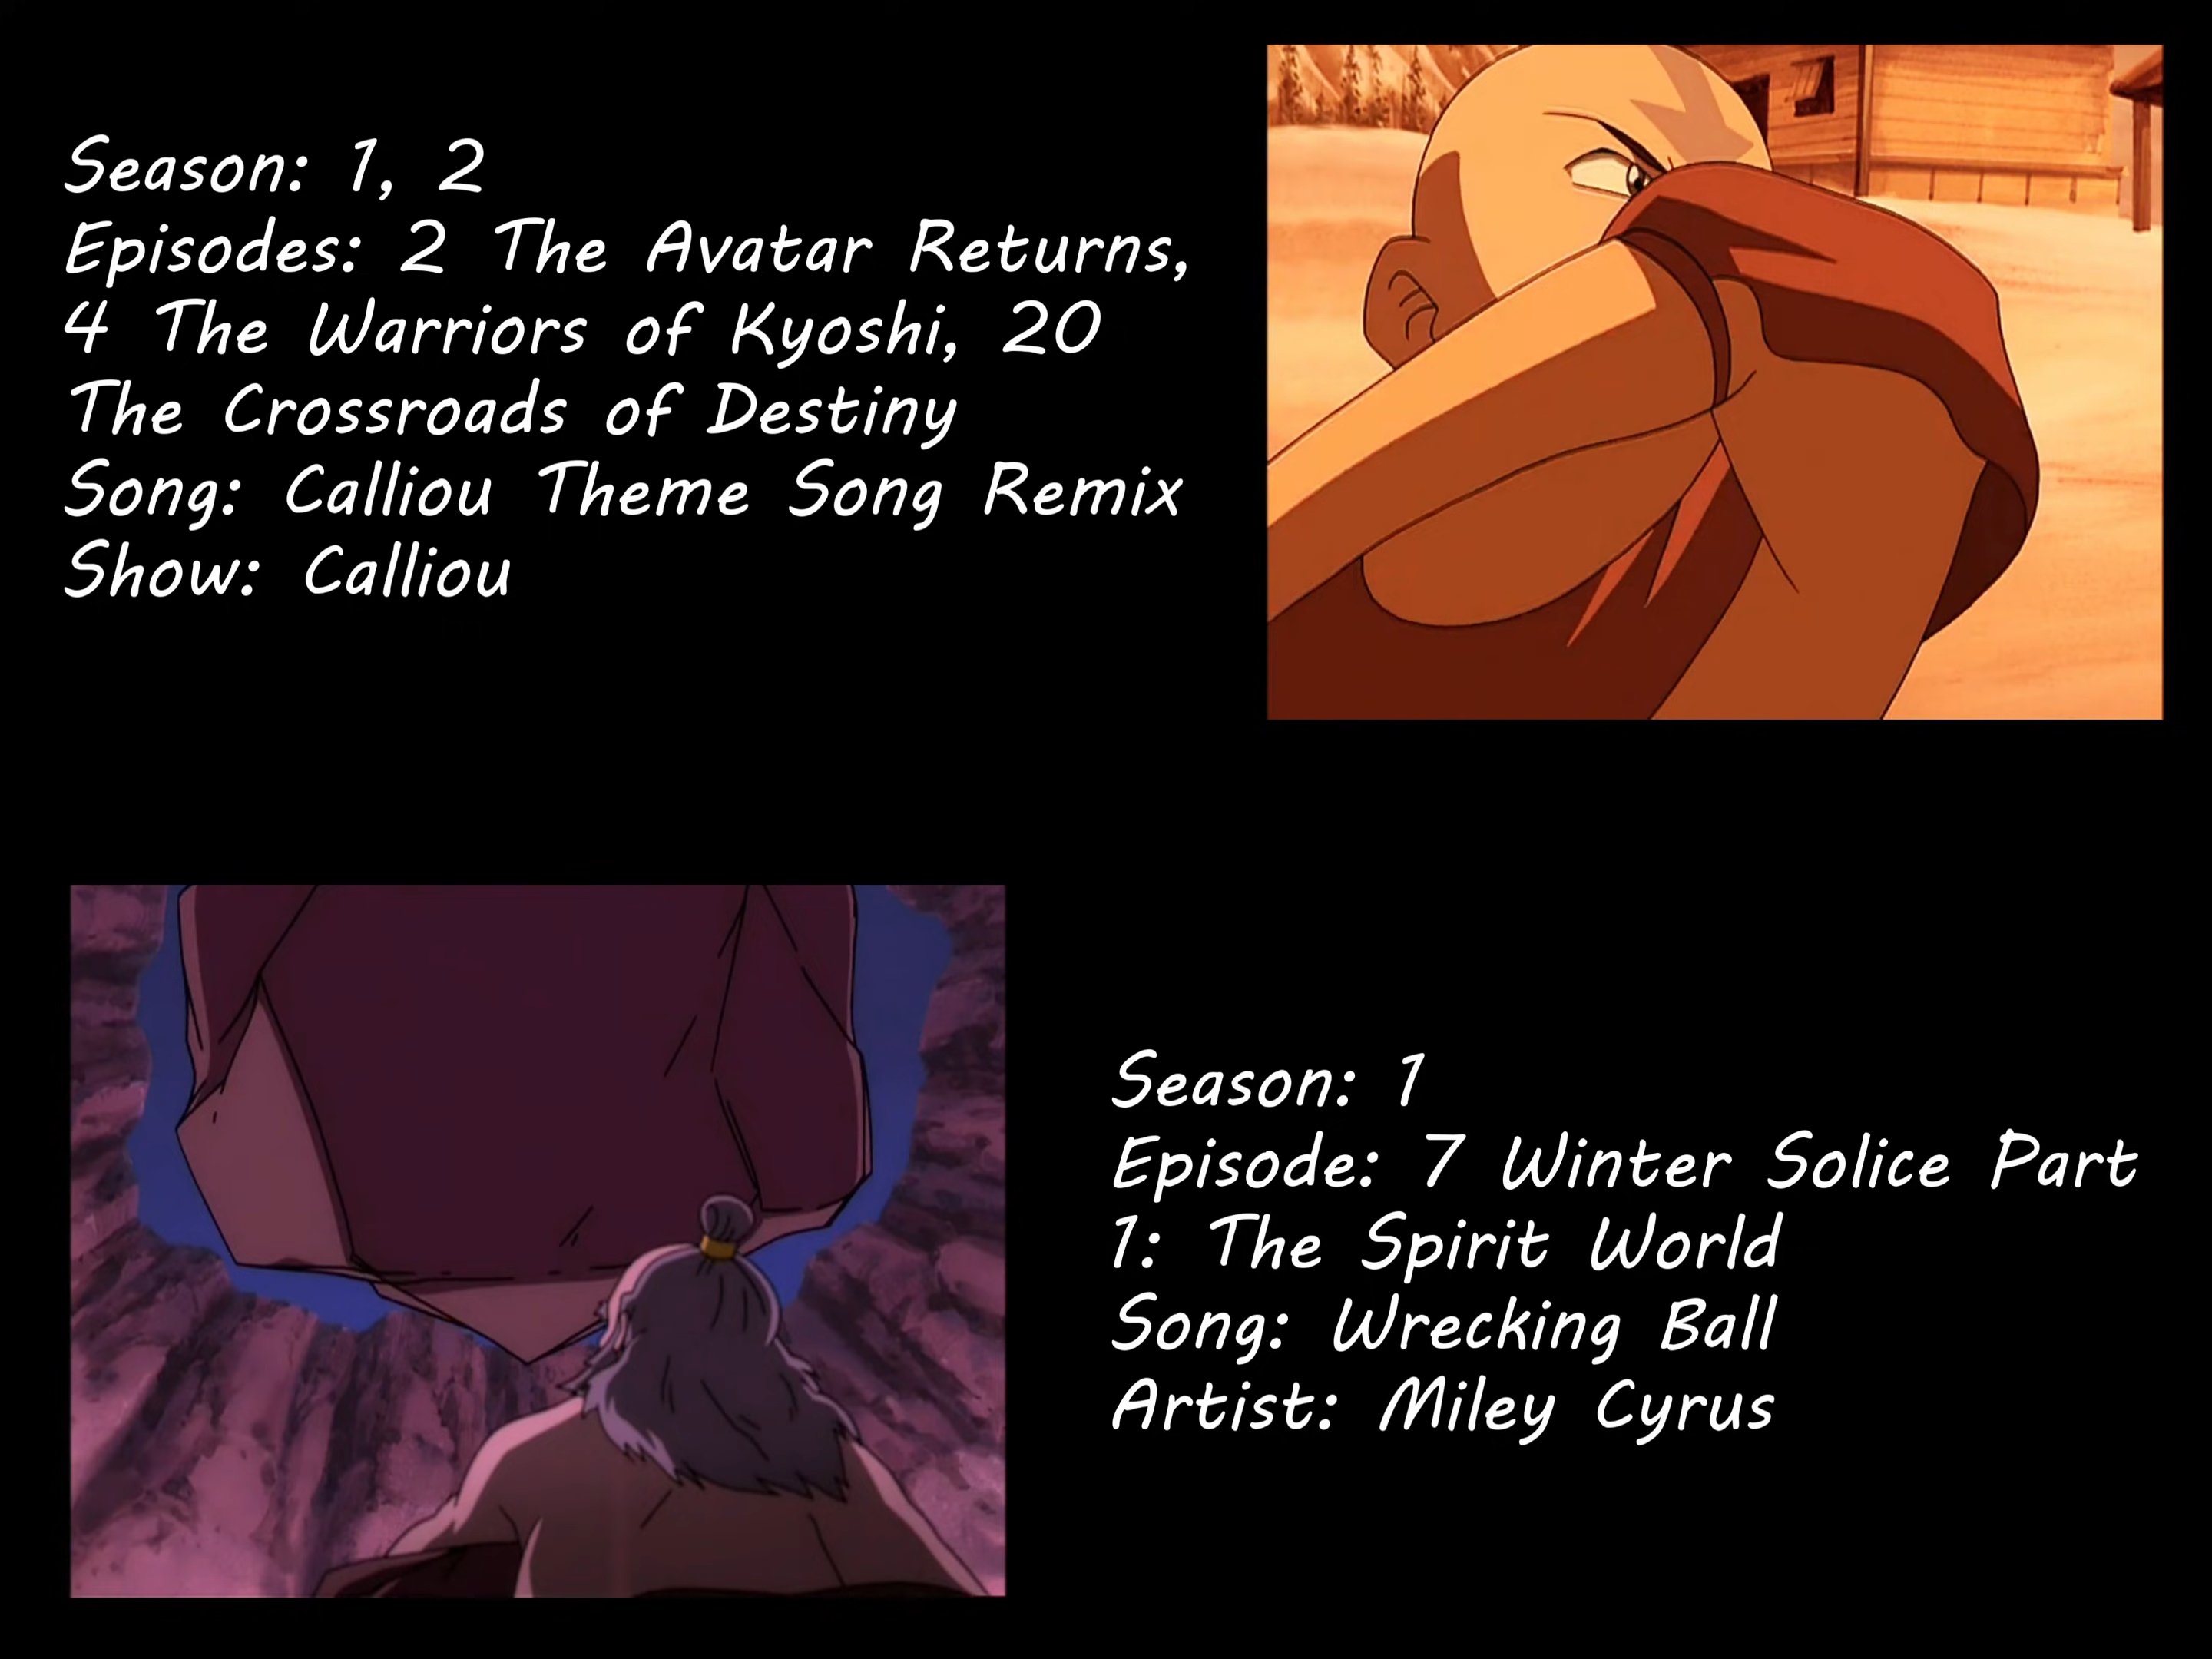 Season: 1, 2
Episodes: 2 The Avatar Returns,
4 The Warriors of Kyoshi, 20
The Crossroads of Destiny
Song: Calliou Theme Song Remix
Show: Calliou
Season: 1
Episode: 7 Winter Solice Part
1: The Spirit World
Song: Wrecking Ball
Artist: Miley Cyrus